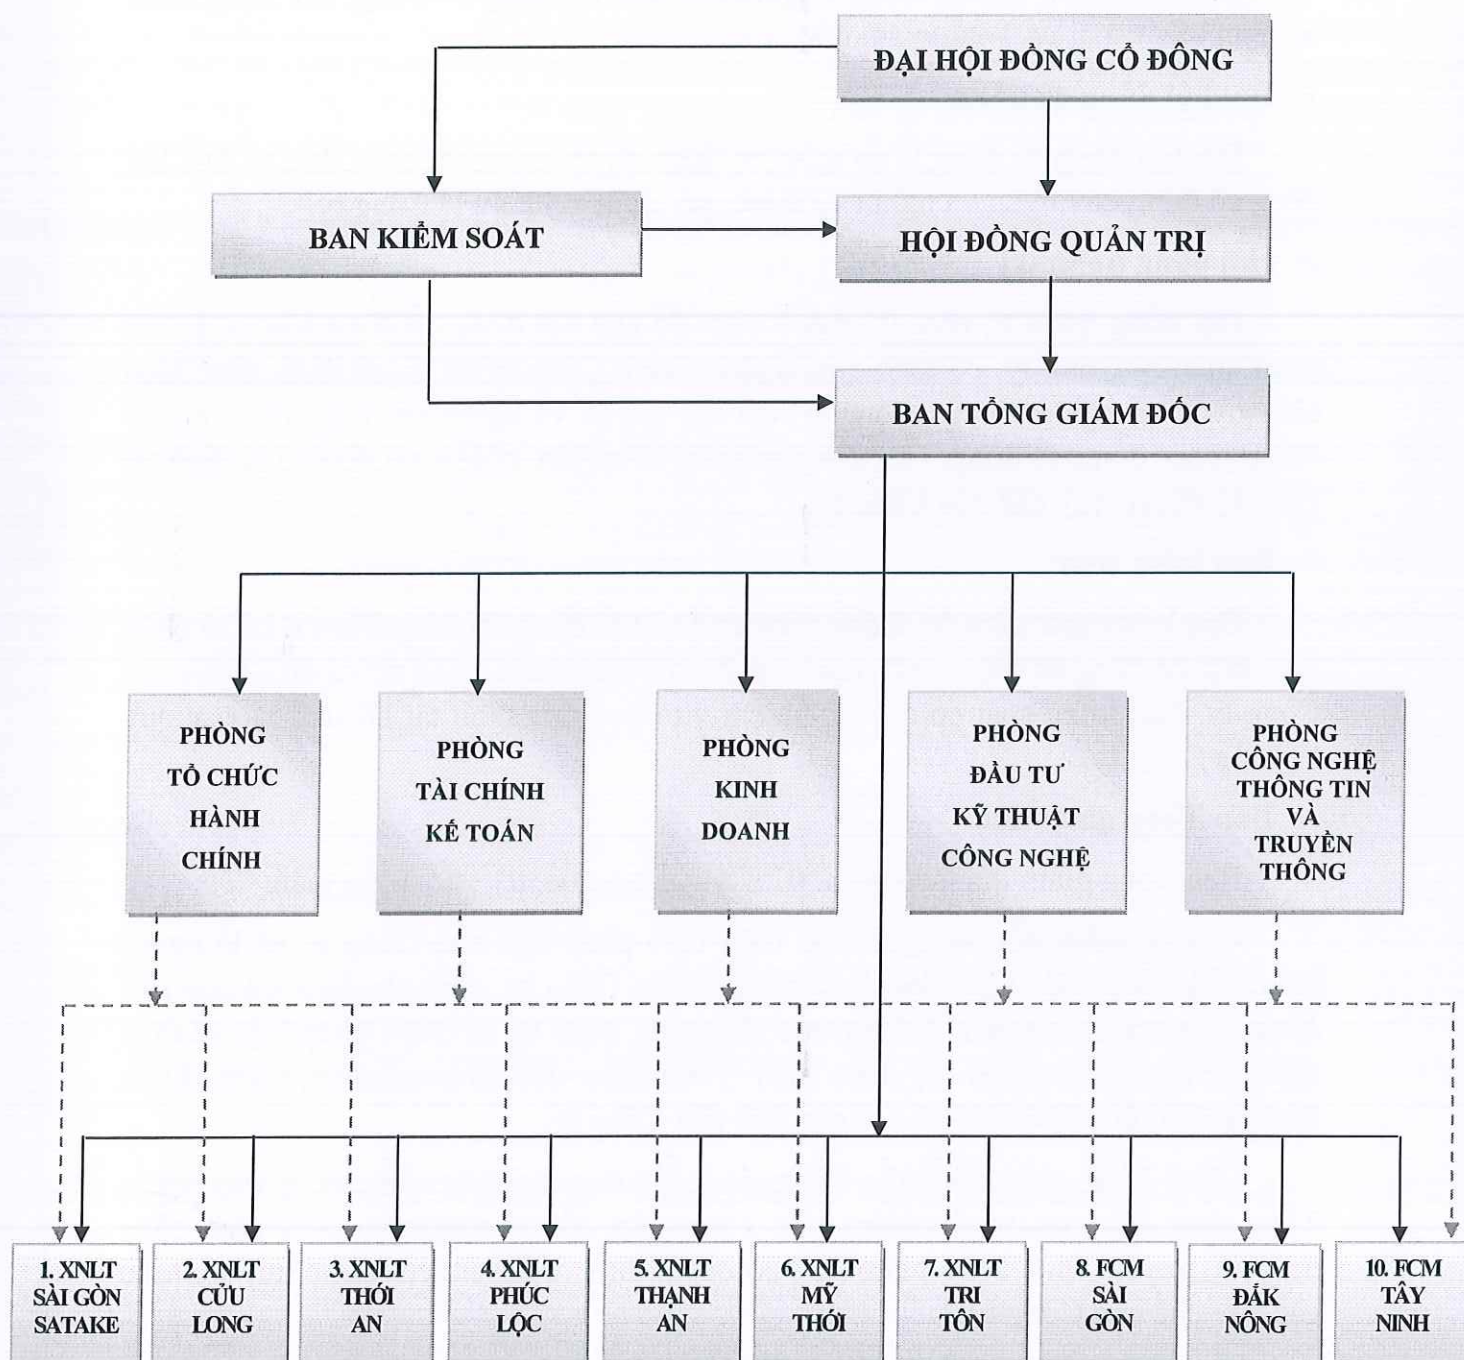 ĐẠI HỘI ĐỒNG CỔ ĐÔNG
BAN KIỂM SOÁT
HỘI ĐỒNG QUẢN TRỊ
BAN TỔNG GIÁM ĐỐC
PHÒNG
TỔ CHỨC
HÀNH
CHÍNH
PHÒNG
TÀI CHÍNH
KẾ TOÁN
PHÒNG
KINH
DOANH
PHÒNG
ĐẦU TƯ
KỸ THUẬT
CÔNG NGHỆ
PHÒNG
CÔNG NGHỆ
THÔNG TIN
VÀ
TRUYỀN
THÔNG
1. XNLT
SÀI GÒN
SATAKE
2. XNLT
CỬU
LONG
3. XNLT
THỚI
AN
4. XNLT
PHÚC
LỘC
5. XNLT
THẠNH
AN
6. XNLT
MỸ
THỚI
7. XNLT
TRI
TÔN
8. FCM
SÀI
GÒN
9. FCM
ĐẮK
NÔNG
10. FCM
TÂY
NINH